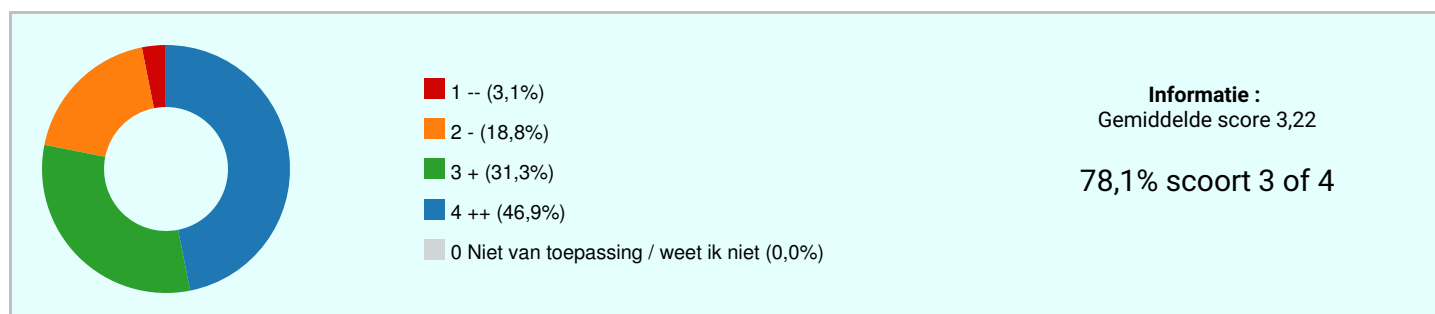 1 -- (3,1%)
2 - (18,8%)
3 + (31,3%)
4 ++ (46,9%)
0 Niet van toepassing / weet ik niet (0,0%)
Informatie :
Gemiddelde score 3,22
78,1% scoort 3 of 4